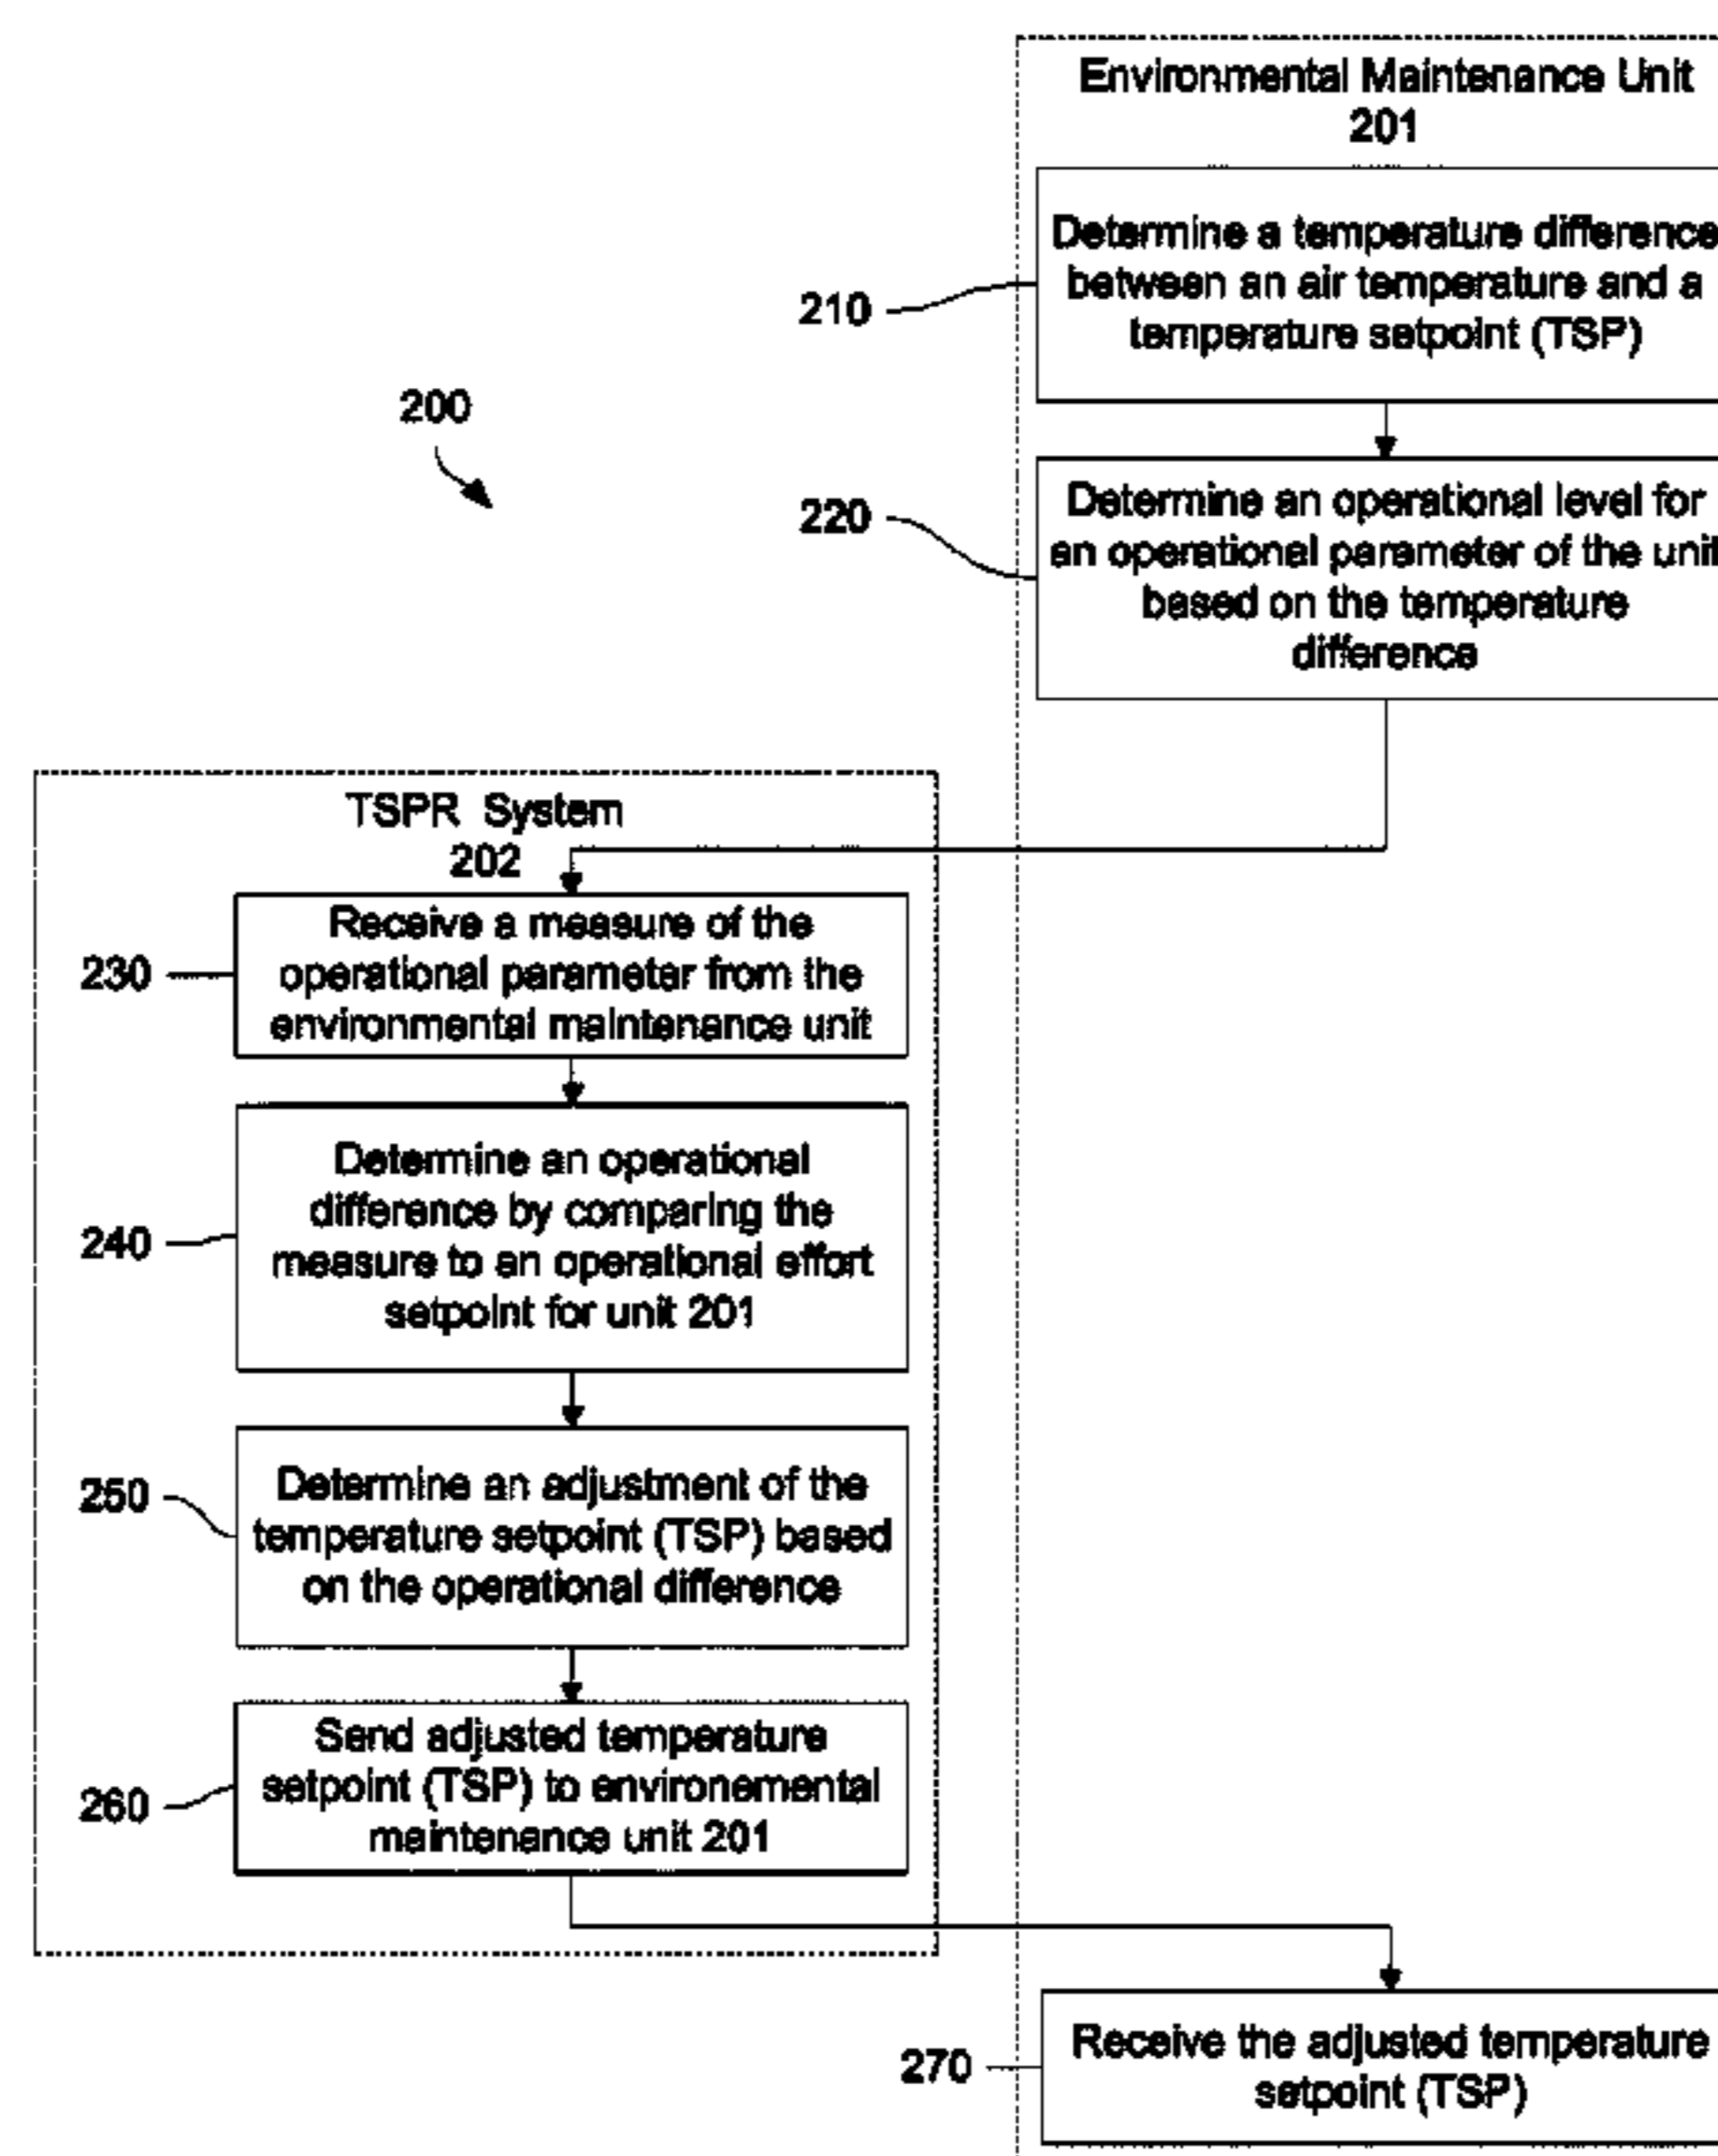 Environmental Maintenance Unit
201
Determine a temperature difference
between an air temperature and a
temperature setpoint (TSP)
210
200
Determine an operational level for
an operational parameter of the unit
based on the temperature
difference
220
TSPR System
202
Receive a measure of the
operational parameter from the
environmental maintenance unit
230
Determine an operational
difference by comparing the
measure to an operational effort
setpoint for unit 201
240
Determine an adjustment of the
temperature setpoint (TSP) based
on the operational difference
250
Send adjusted temperature
setpoint (TSP) to environemental
maintenance unit 201
260
Receive the adjusted temperature
setpoint (TSP)
270